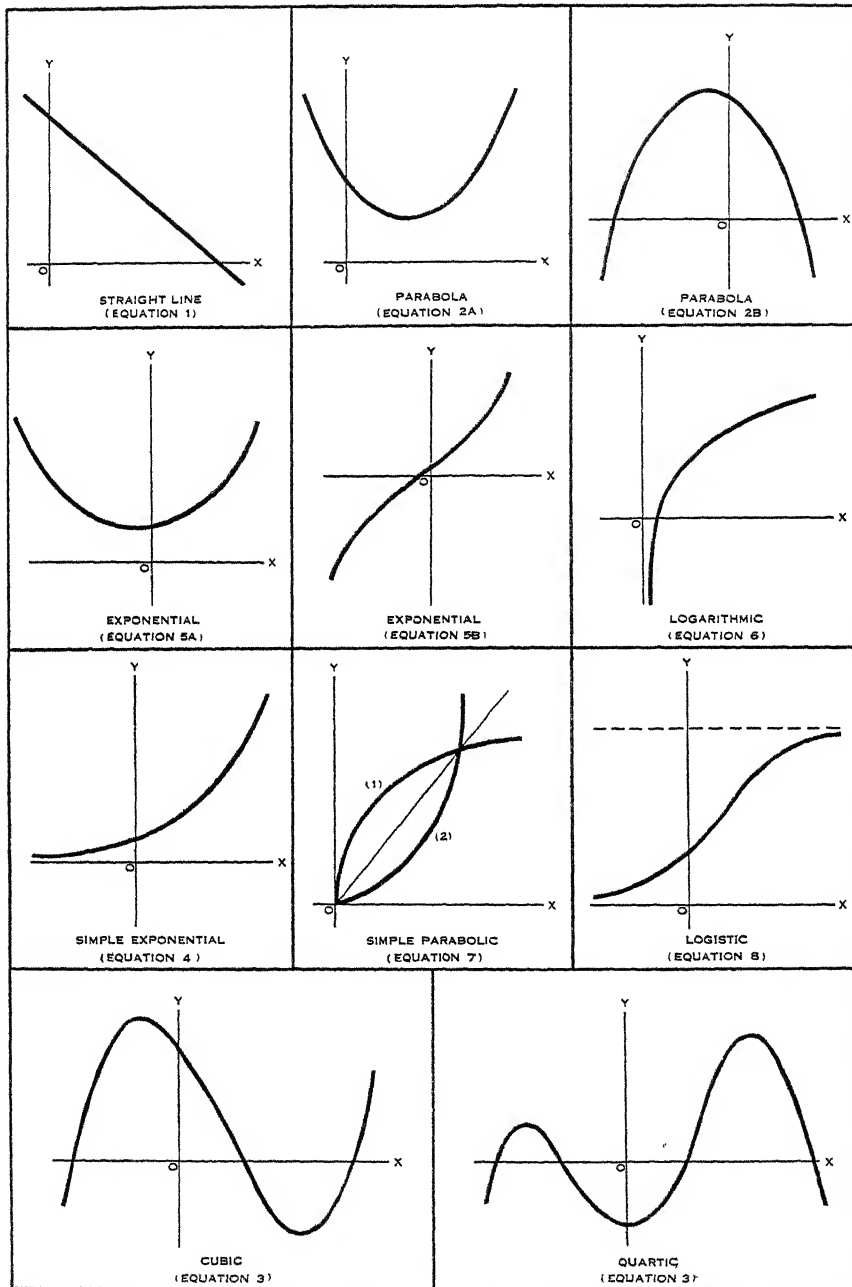 Y
X
O
STRAIGHT LINE
(EQUATION 1)
Y
X
O
PARABOLA
(EQUATION 2A)
Y
X
O
PARABOLA
(EQUATION 2B)
Y
X
O
EXPONENTIAL
(EQUATION 5A)
Y
X
O
EXPONENTIAL
(EQUATION 5B)
Y
X
O
LOGARITHMIC
(EQUATION 6)
Y
X
O
SIMPLE EXPONENTIAL
(EQUATION 4)
Y
(1)
(2)
X
O
SIMPLE PARABOLIC
(EQUATION 7)
Y
X
O
LOGISTIC
(EQUATION 8)
Y
X
O
CUBIC
(EQUATION 3)
Y
X
O
QUARTIC
(EQUATION 3)